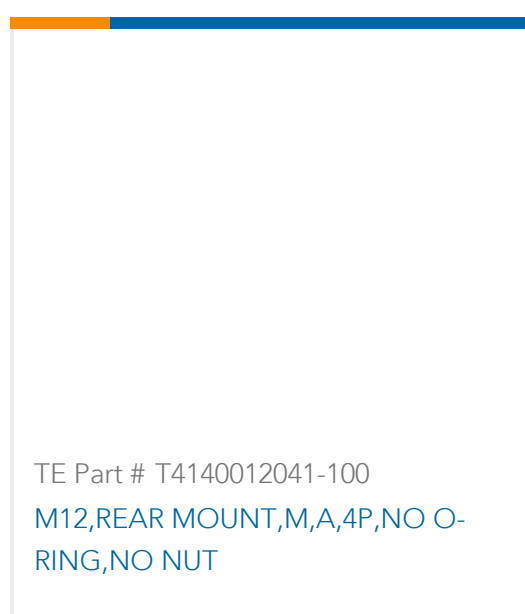 TE Part # T4140012041-100
M12,REAR MOUNT,M,A,4P,NO O-
RING,NO NUT